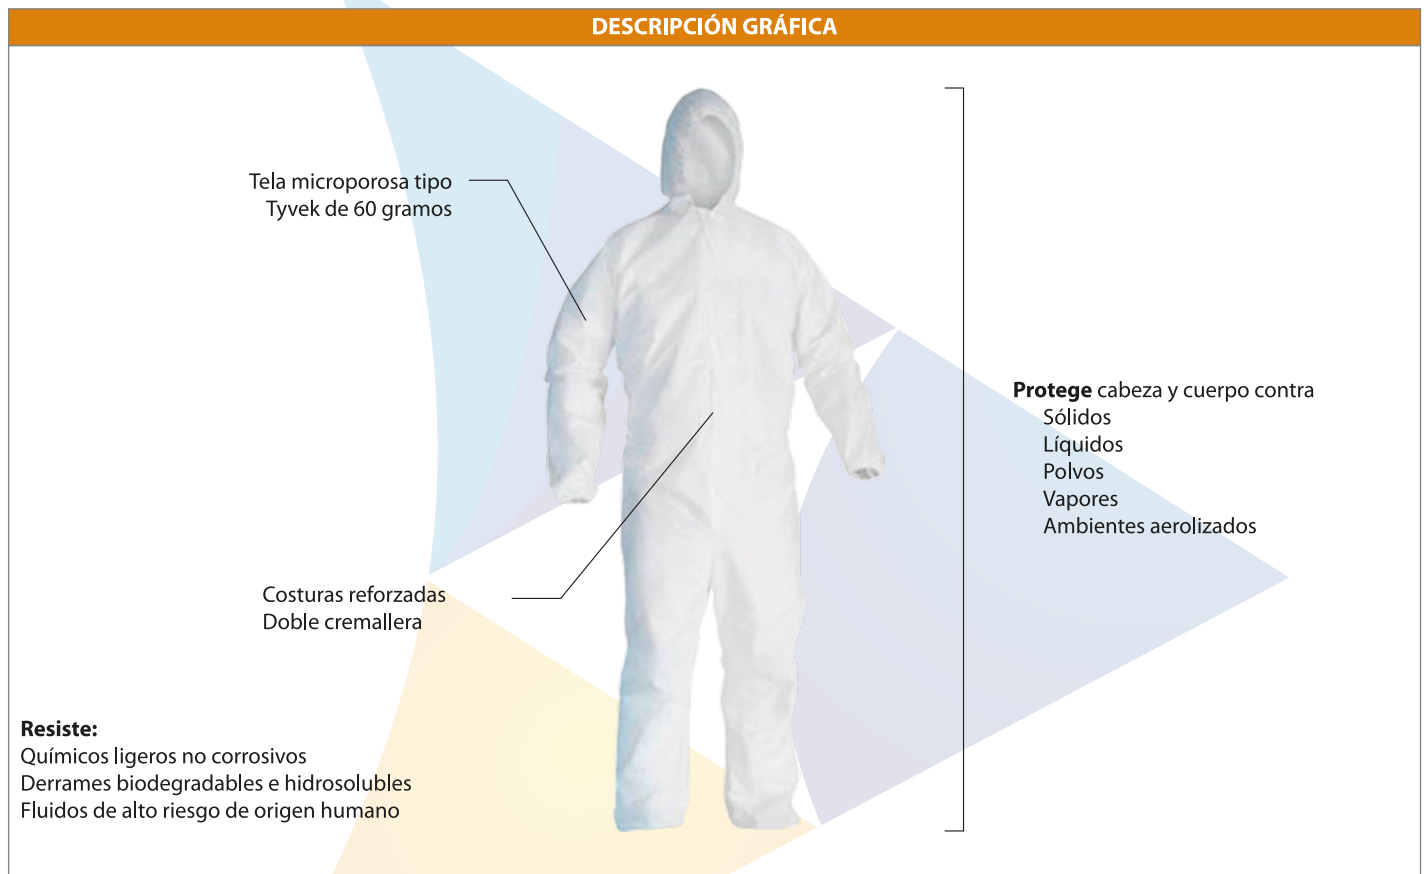 DESCRIPCIÓN GRÁFICA
Tela microporosa tipo
Tyvek de 60 gramos
Protege cabeza y cuerpo contra
Sólidos
Líquidos
Polvos
Vapores
Ambientes aerolizados
Costuras reforzadas
Doble cremallera
Resiste:
Químicos ligeros no corrosivos
Derrames biodegradables e hidrosolubles
Fluidos de alto riesgo de origen humano